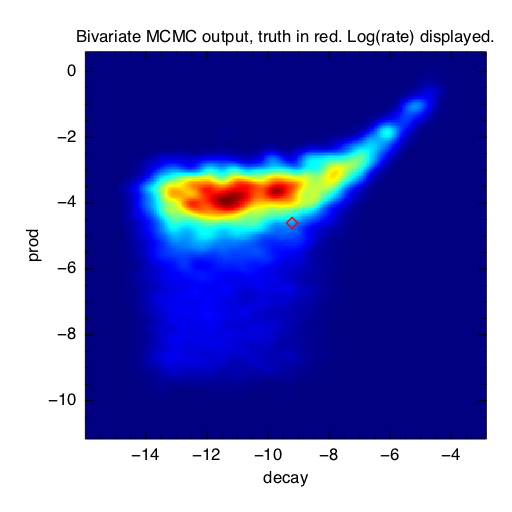 Bivariate MCMC output, truth in red. Log(rate) displayed.
0
−2
−4
−6
−8
−10
prod
−14 −12 −10 −8 −6 −4
decay